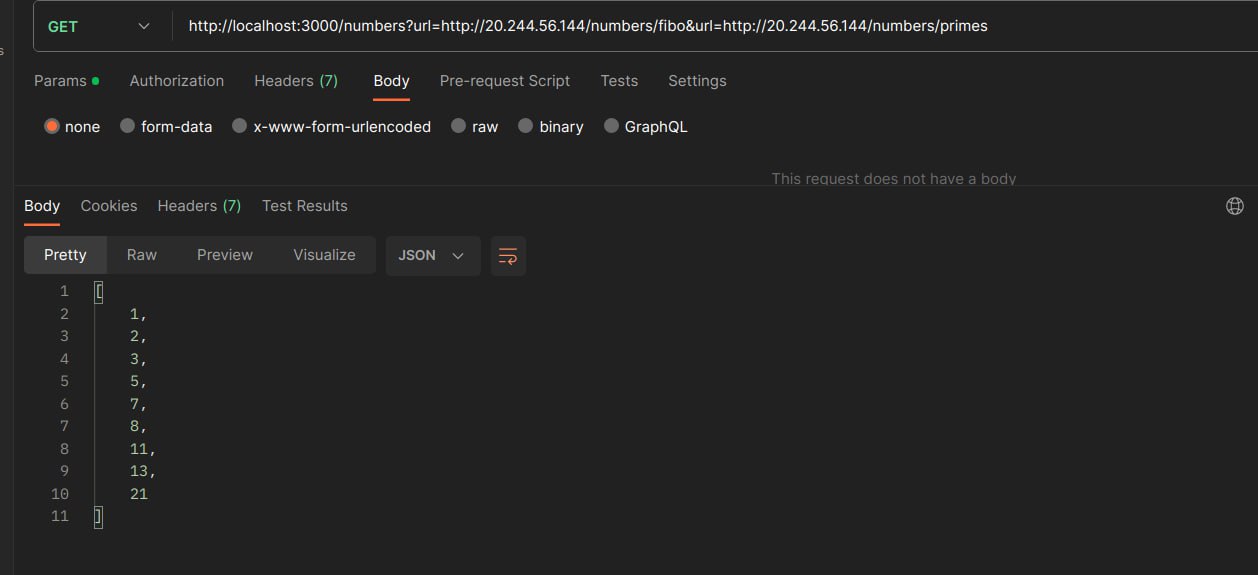 GET http://localhost:3000/numbers?url=http://20.244.56.144/numbers/fibo&url=http://20.244.56.144/numbers/primes
s
Params Authorization Headers (7) Body Pre-request Script Tests Settings
none form-data x-www-form-urlencoded raw binary GraphQL
This request does not have a body
Body Cookies Headers (7) Test Results
Pretty Raw Preview Visualize JSON
1 [
2 1,
3 2,
4 3,
5 5,
6 7,
7 8,
8 11,
9 13,
10 21
11 ]